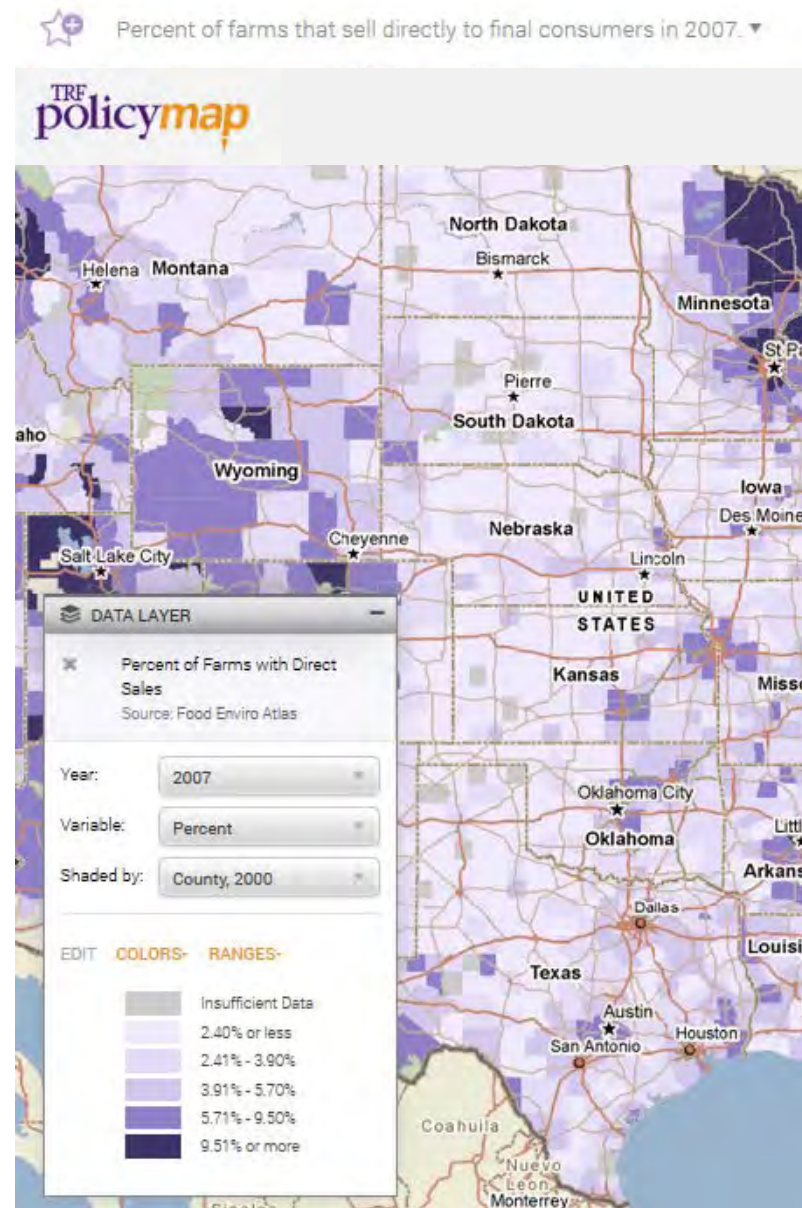 Percent of farms that sell directly to final consumers in 2007. ▼
TRF
policymap
North Dakota
Bismarck
Helena Montana
Minnesota
St Pa
Pierre
South Dakota
aho
Wyoming
Iowa
Des Moine
Nebraska
Cheyenne
Salt Lake City
Lincoln
UNITED
STATES
DATA LAYER
Percent of Farms with Direct
Sales
Source: Food Enviro Atlas
Kansas
Misso
Year:
2007
Oklahoma City
Variable:
Percent
Oklahoma
Littl
Shaded by:
County, 2000
Arkans
Dallas
EDIT COLORS- RANGES-
Louisi
Texas
Insufficient Data
2.40% or less
2.41% - 3.90%
3.91% - 5.70%
5.71% - 9.50%
9.51% or more
Austin
Houston
San Antonio
Coahuila
Nuevo
Leon
Monterrey